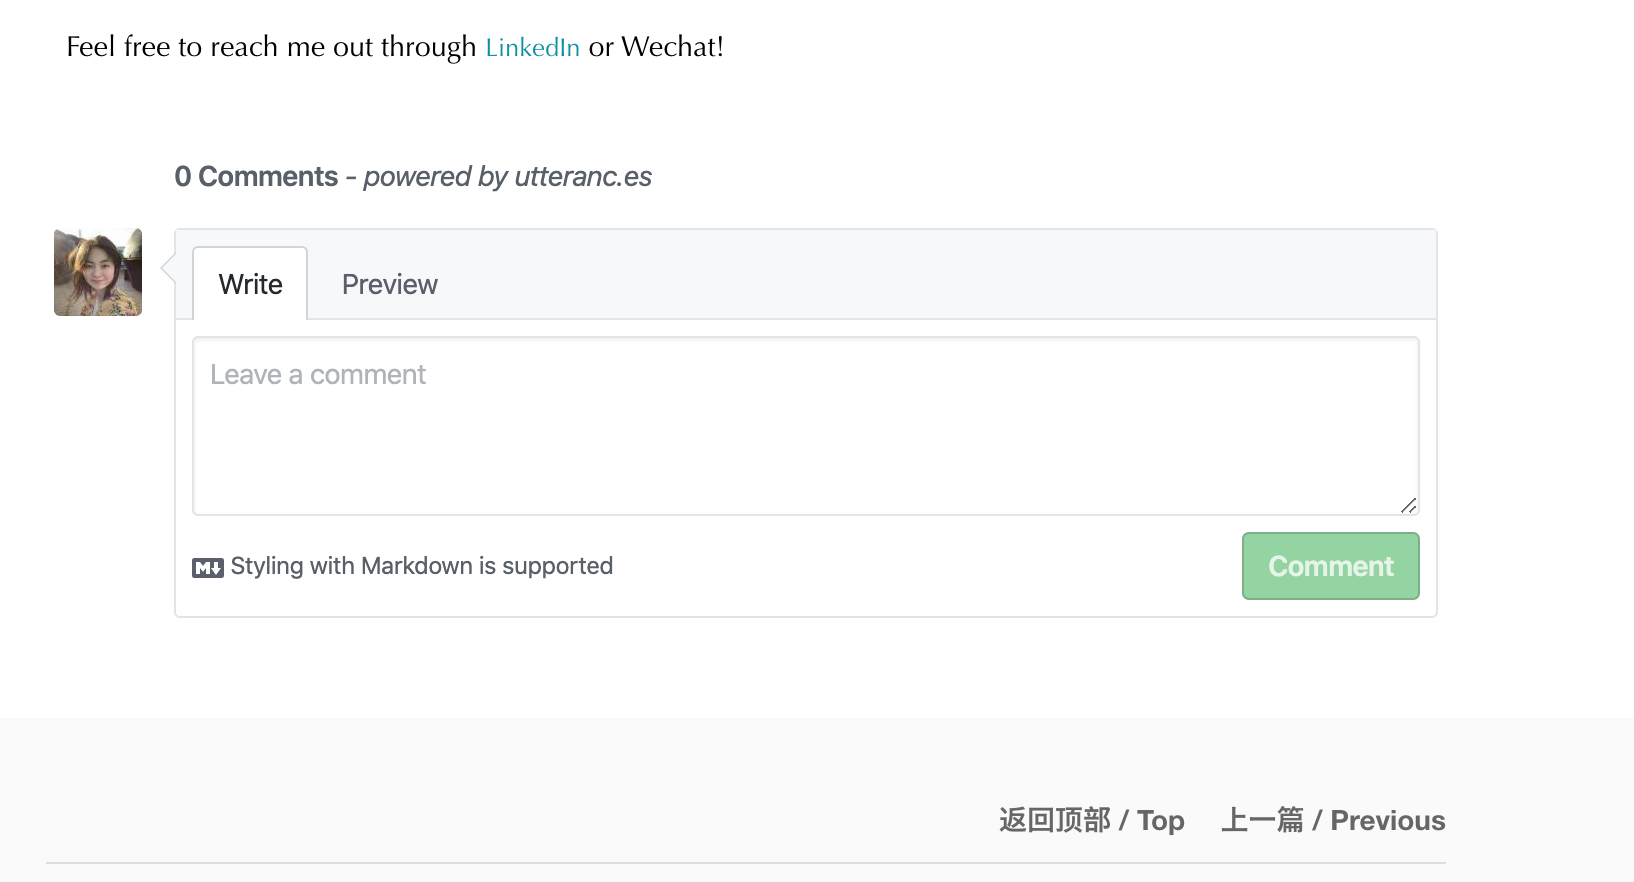 Feel free to reach me out through LinkedIn or Wechat!
0 Comments - powered by utteranc.es
Write Preview
Leave a comment
M↓ Styling with Markdown is supported
Comment
返回顶部 / Top 上一篇 / Previous